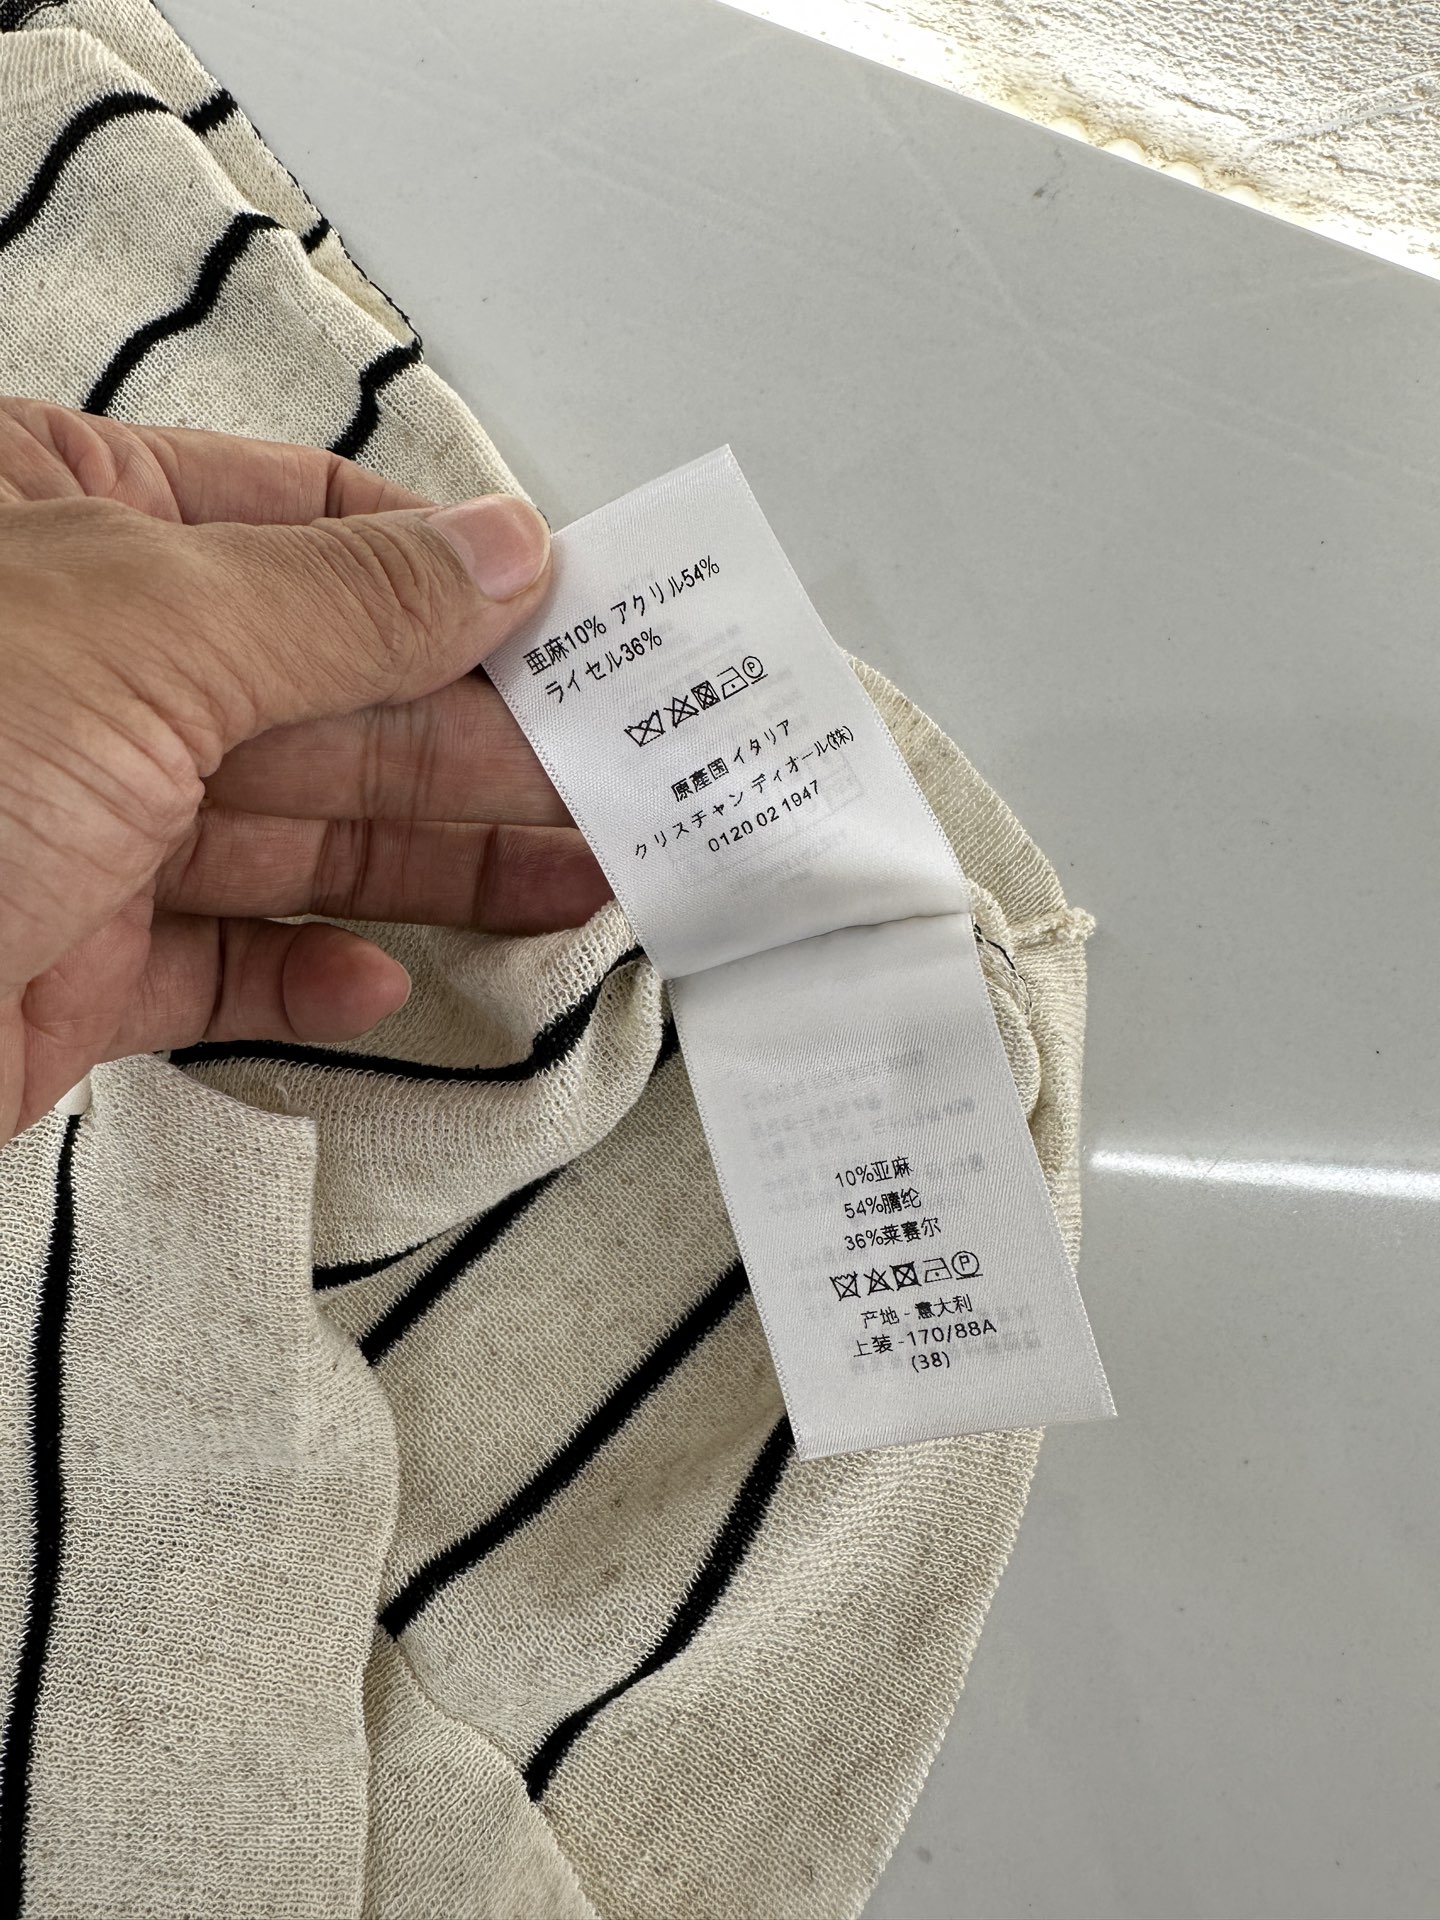 亜麻10% アクリル54%
ライセル36%
P
原産国 イタリア
クリスチャン ディオール(株)
0120 02 1947
10%亚麻
54%腈纶
36%莱赛尔
P
产地 - 意大利
上装 -170/88A
(38)